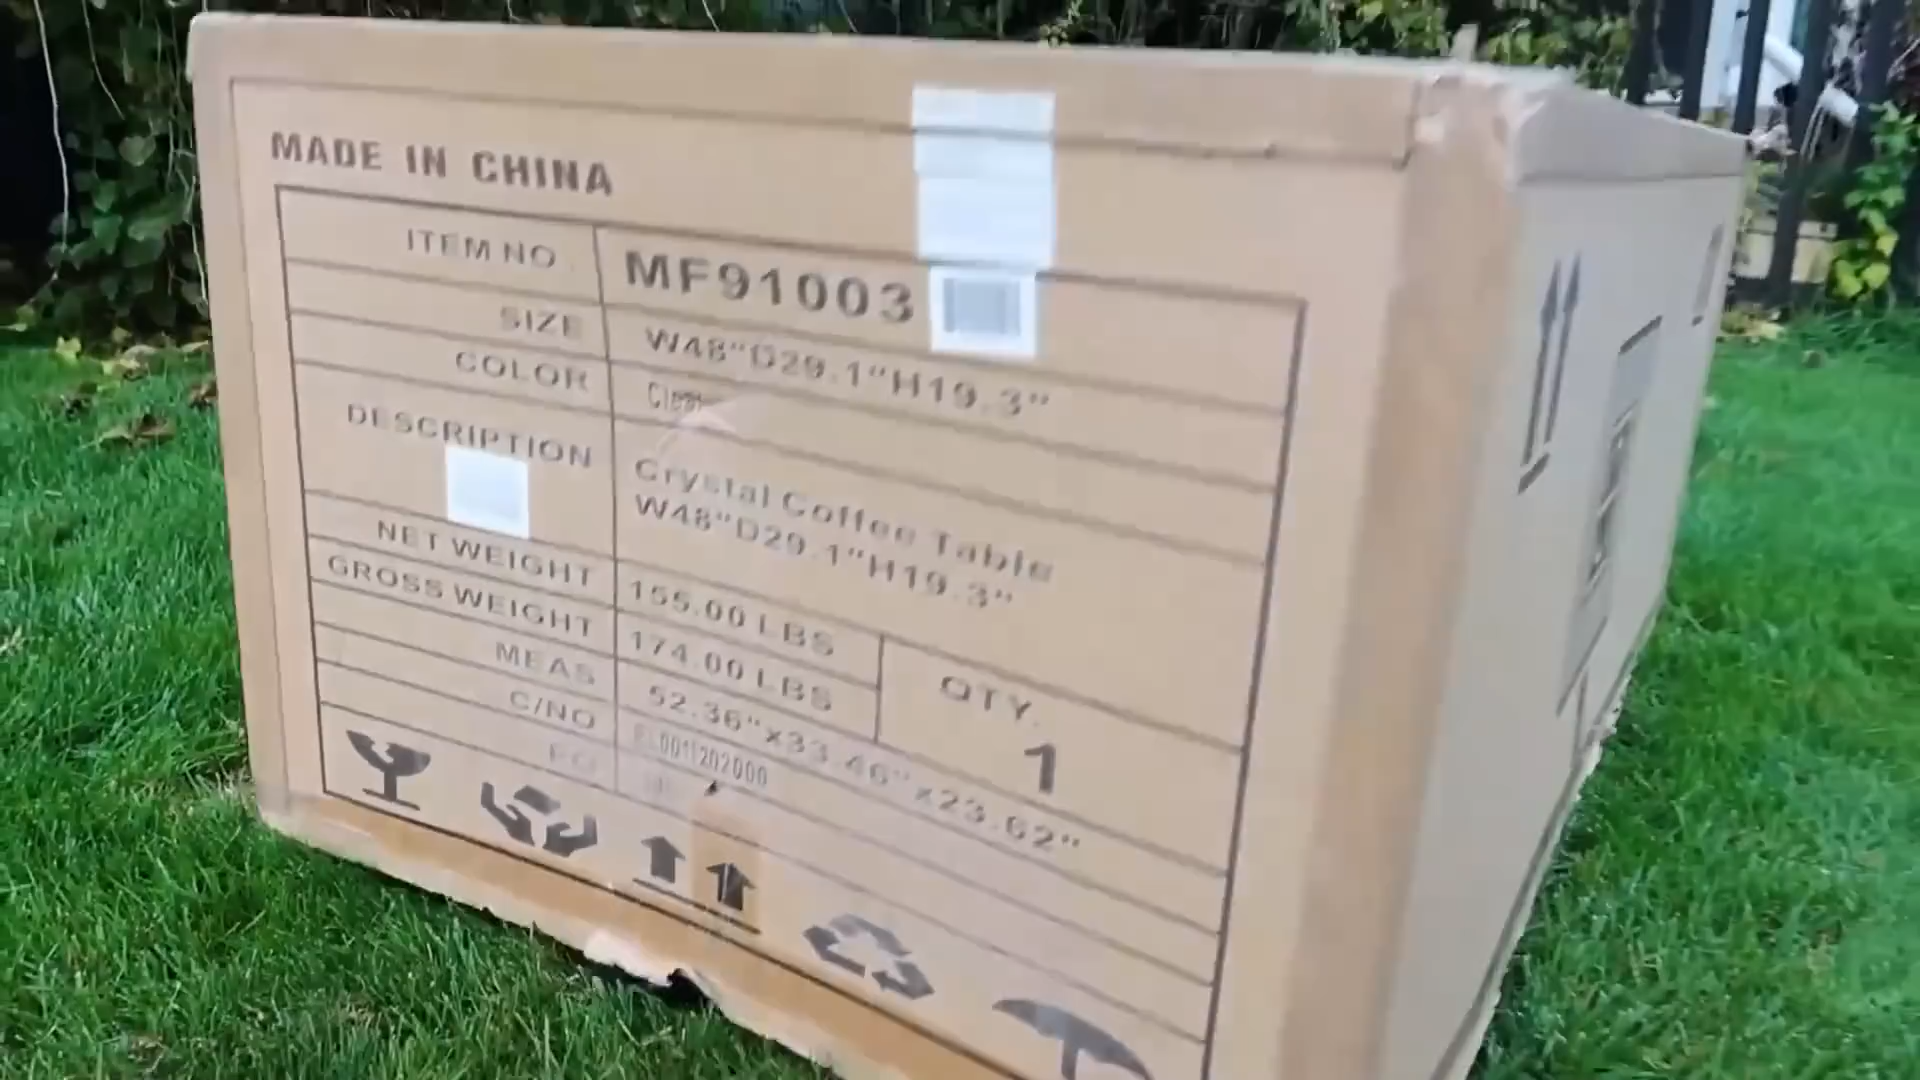 MADE IN CHINA
ITEM NO. MF91003
SIZE W48"D29.1"H19.3"
COLOR Clear
DESCRIPTION Crystal Coffee Table
W48"D29.1"H19.3"
NET WEIGHT 155.00 LBS
GROSS WEIGHT 174.00 LBS
QTY.
1
MEAS 52.36"x33.46"x23.62"
C/NO